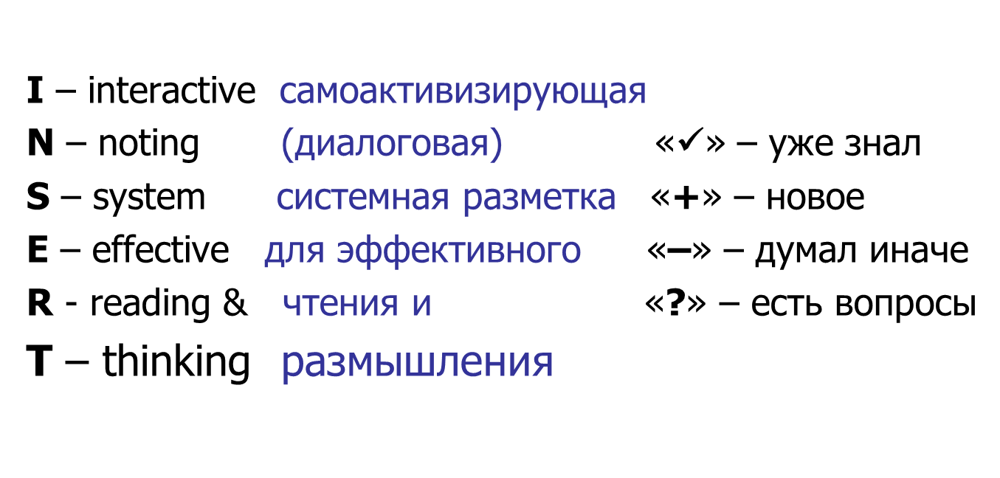 I – interactive самоактивизирующая
N – noting (диалоговая) «✓» – уже знал
S – system системная разметка «+» – новое
E – effective для эффективного «–» – думал иначе
R - reading & чтения и «?» – есть вопросы
T – thinking размышления